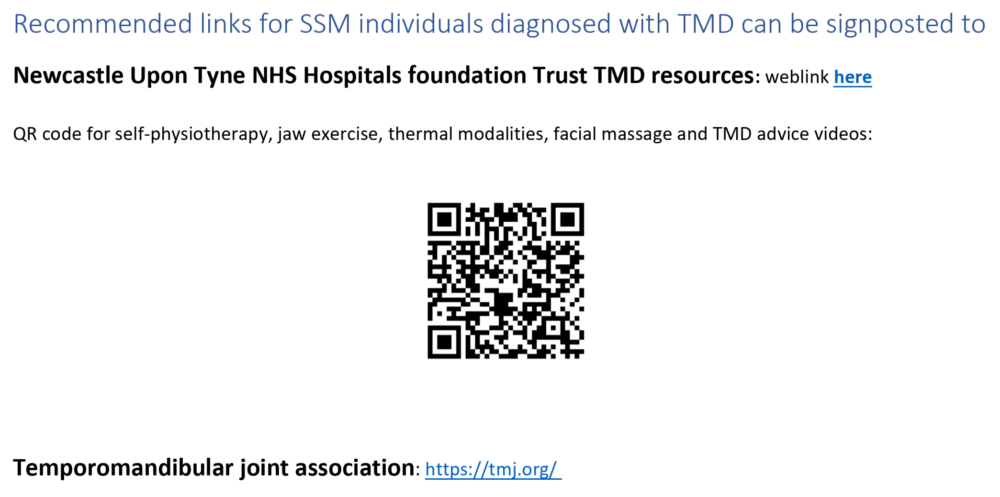 Recommended links for SSM individuals diagnosed with TMD can be signposted to
Newcastle Upon Tyne NHS Hospitals foundation Trust TMD resources: weblink here
QR code for self-physiotherapy, jaw exercise, thermal modalities, facial massage and TMD advice videos:
Temporomandibular joint association: https://tmj.org/